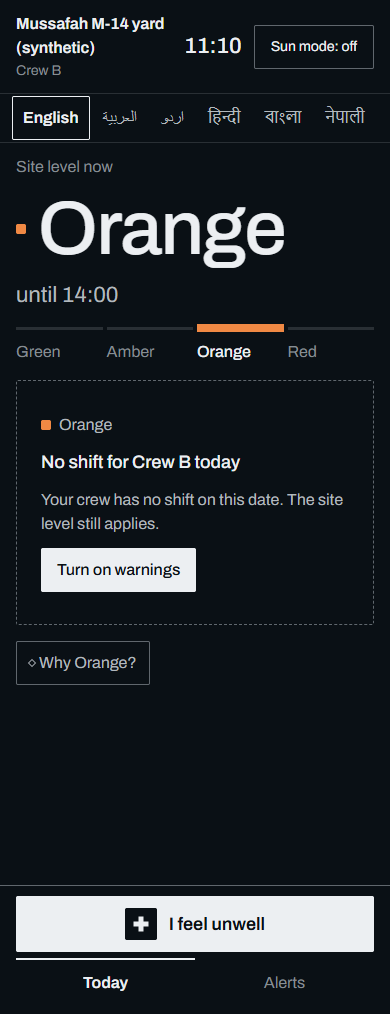 Mussafah M-14 yard
(synthetic)
Crew B
11:10
Sun mode: off
English
العربية
اردو
हिन्दी
বাংলা
नेपाली
Site level now
Orange
until 14:00
Green
Amber
Orange
Red
Orange
No shift for Crew B today
Your crew has no shift on this date. The site
level still applies.
Turn on warnings
Why Orange?
I feel unwell
Today
Alerts